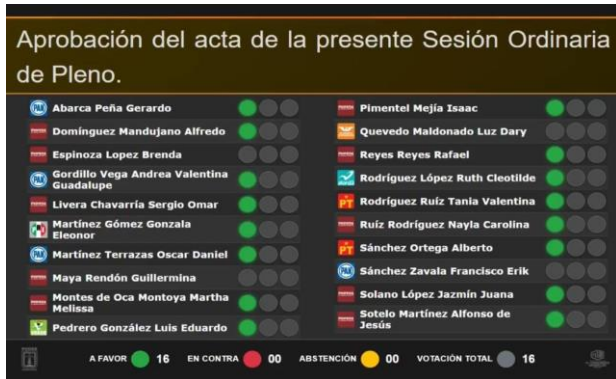 Aprobación del acta de la presente Sesión Ordinaria
de Pleno.
Abarca Peña Gerardo
Domínguez Mandujano Alfredo
Espinoza Lopez Brenda
Gordillo Vega Andrea Valentina
Guadalupe
Livera Chavarría Sergio Omar
Martínez Gómez Gonzala
Eleonor
Martínez Terrazas Oscar Daniel
Maya Rendón Guillermina
Montes de Oca Montoya Martha
Melissa
Pedrero González Luis Eduardo
Pimentel Mejía Isaac
Quevedo Maldonado Luz Dary
Reyes Reyes Rafael
Rodríguez López Ruth Cleotilde
PT Rodríguez Ruíz Tania Valentina
Ruíz Rodríguez Nayla Carolina
PT Sánchez Ortega Alberto
Sánchez Zavala Francisco Erik
Solano López Jazmín Juana
Sotelo Martínez Alfonso de
Jesús
A FAVOR 16 EN CONTRA 00 ABSTENCIÓN 00 VOTACIÓN TOTAL 16